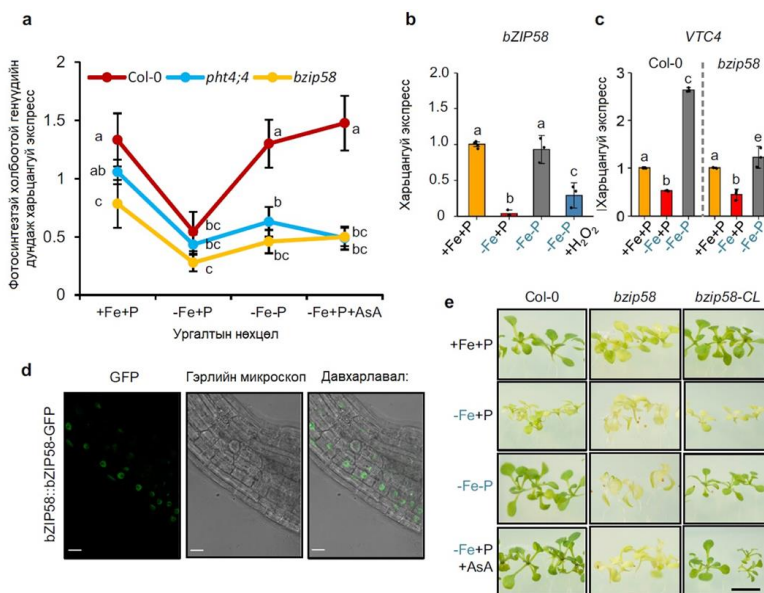 a
Фотосинтезтэй холбоотой генүүдийн
дундаж харьцангуй экспресс
2
1.5
1
0.5
0
Col-0 pht4;4 bzip58
a
ab
c
bc
bc
c
a
b
bc
a
bc
bc
+Fe+P -Fe+P -Fe-P -Fe+P+AsA
Ургалтын нөхцөл
b
bZIP58
Харьцангуй экспресс
2.0
1.5
1.0
0.5
0
a
b
a
c
+Fe+P
-Fe+P
-Fe-P
-Fe-P
+H₂O₂
c
VTC4
Col-0 bzip58
|Харьцангуй экспресс
3
2
1
0
a
b
c
a
b
e
+Fe+P
-Fe+P
-Fe-P
+Fe+P
-Fe+P
-Fe-P
d
GFP Гэрлийн микроскоп Давхарлавал:
bZIP58::bZIP58-GFP
e
Col-0 bzip58 bzip58-CL
+Fe+P
-Fe+P
-Fe-P
-Fe+P
+AsA